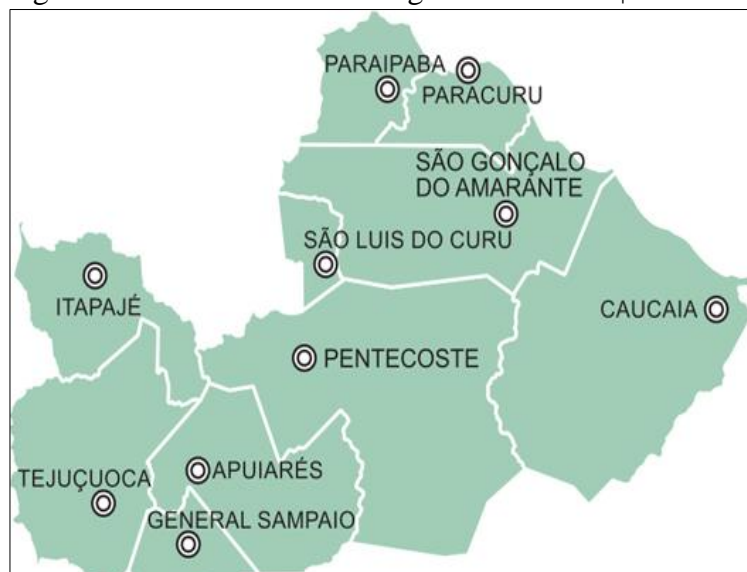 PARAIPABA
PARACURU
SÃO GONÇALO
DO AMARANTE
SÃO LUIS DO CURU
ITAPAJÉ
CAUCAIA
PENTECOSTE
TEJUÇUOCA
APUIARÉS
GENERAL SAMPAIO